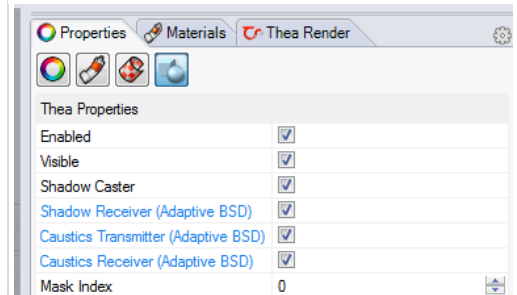 Properties Materials Thea Render
Thea Properties
Enabled
Visible
Shadow Caster
Shadow Receiver (Adaptive BSD)
Caustics Transmitter (Adaptive BSD)
Caustics Receiver (Adaptive BSD)
Mask Index 0